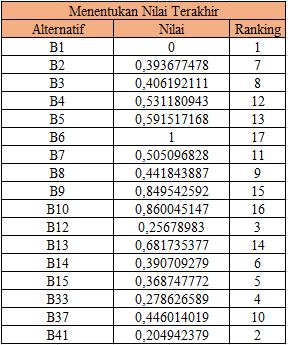 Menentukan Nilai Terakhir
Alternatif Nilai Ranking
B1 0 1
B2 0,393677478 7
B3 0,406192111 8
B4 0,531180943 12
B5 0,591517168 13
B6 1 17
B7 0,505096828 11
B8 0,441843887 9
B9 0,849542592 15
B10 0,860045147 16
B12 0,25678983 3
B13 0,681735377 14
B14 0,390709279 6
B15 0,368747772 5
B33 0,278626589 4
B37 0,446014019 10
B41 0,204942379 2